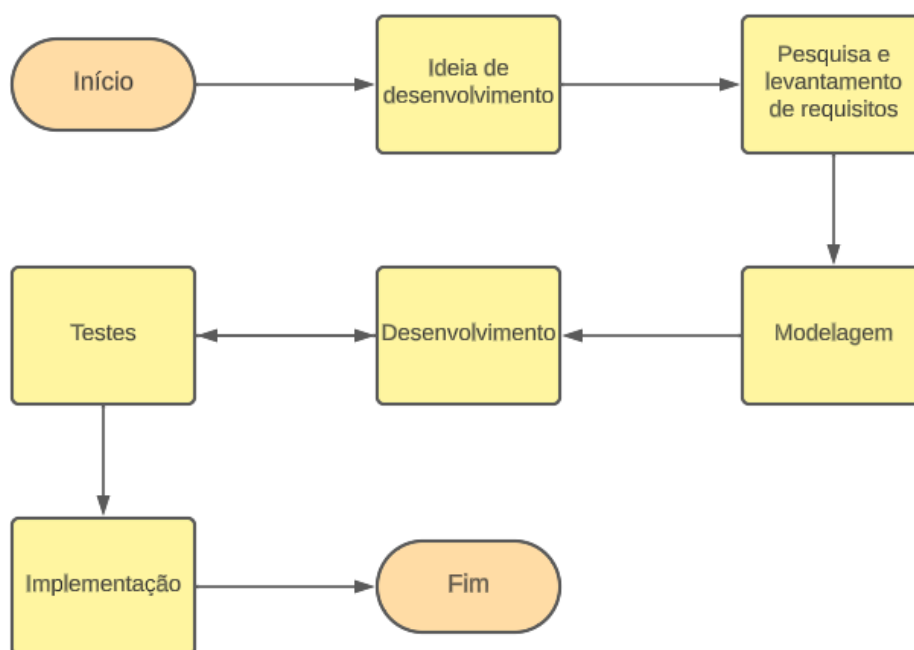 Início
Ideia de
desenvolvimento
Pesquisa e
levantamento
de requisitos
Testes
Desenvolvimento
Modelagem
Implementação
Fim